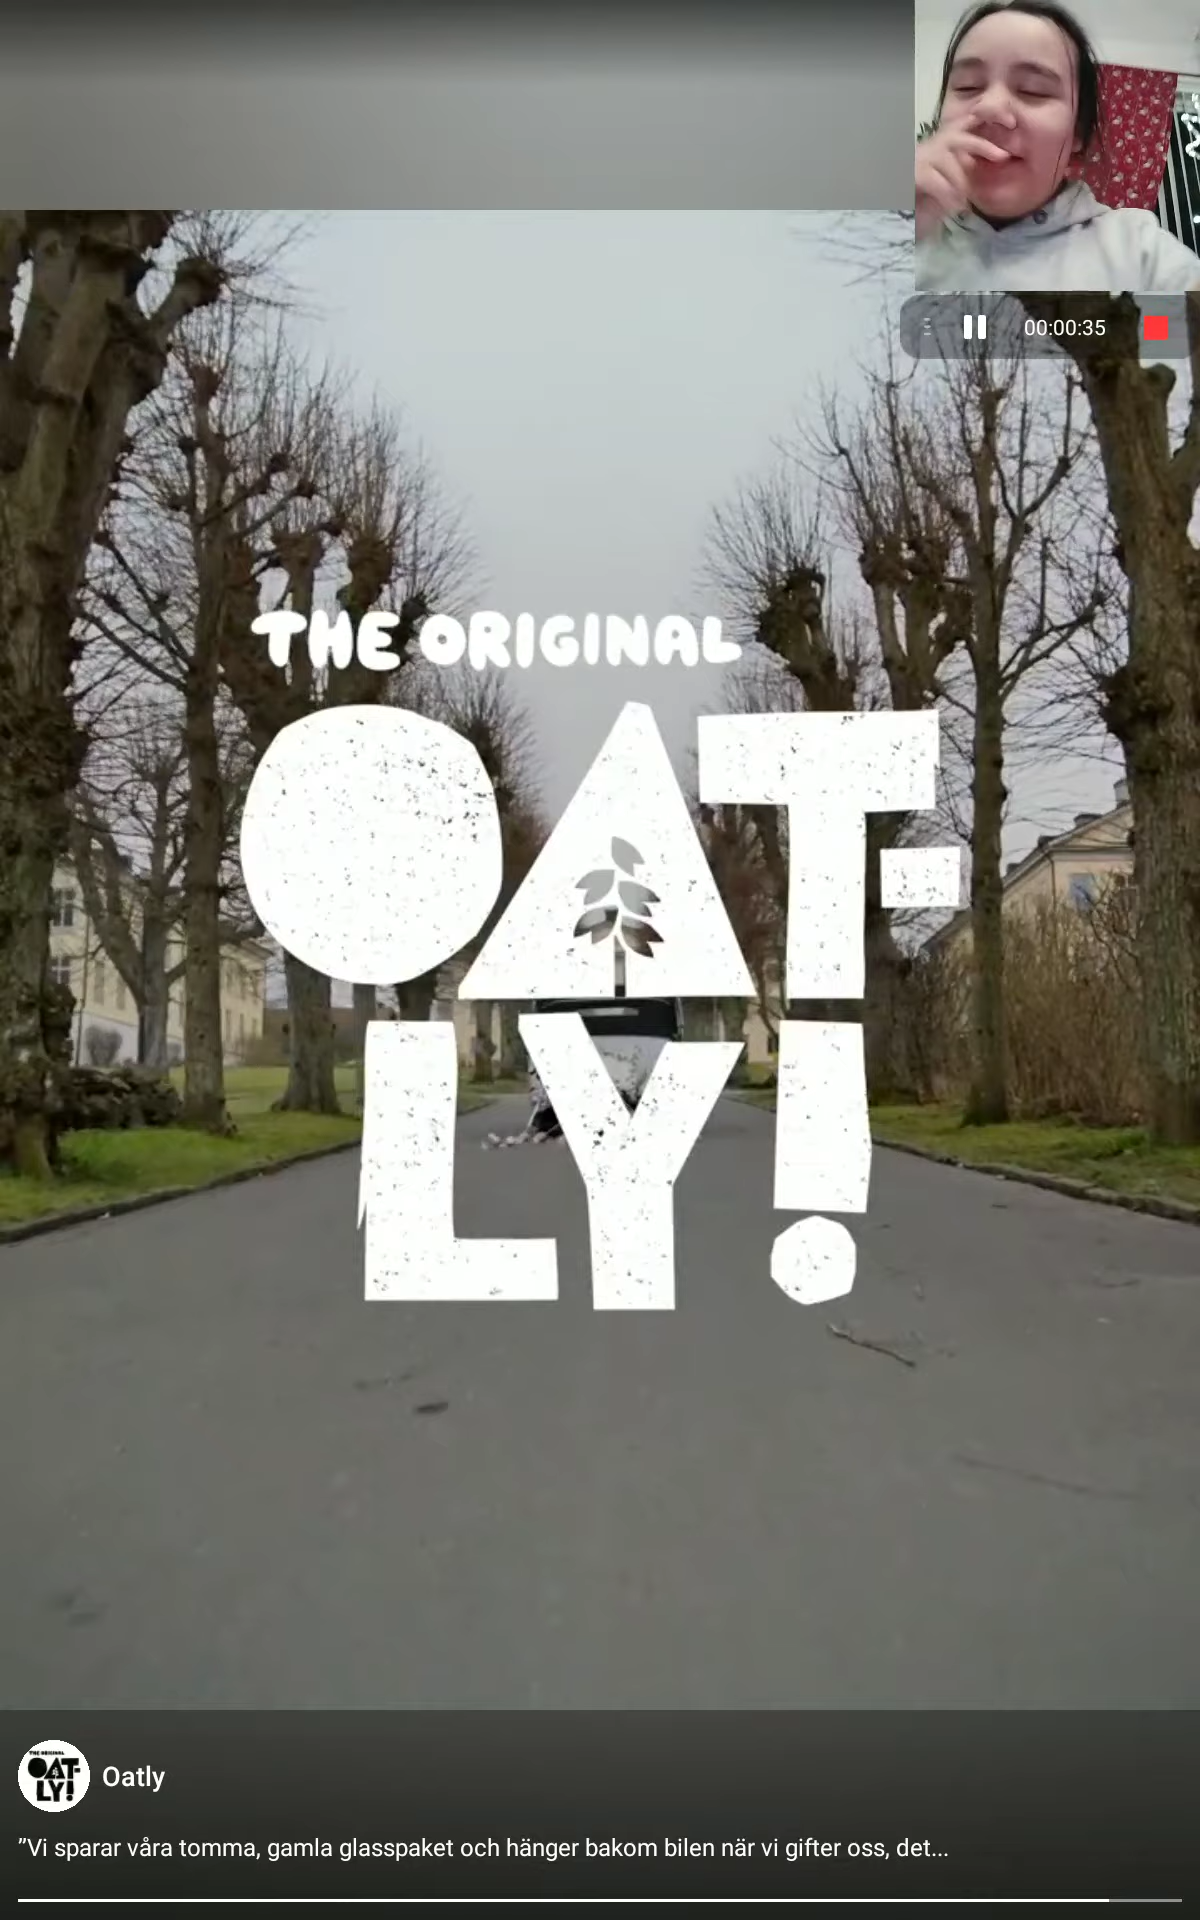 00:00:35
THE ORIGINAL
OAT-
LY!
THE ORIGINAL
OAT-
LY!
Oatly
”Vi sparar våra tomma, gamla glasspaket och hänger bakom bilen när vi gifter oss, det...